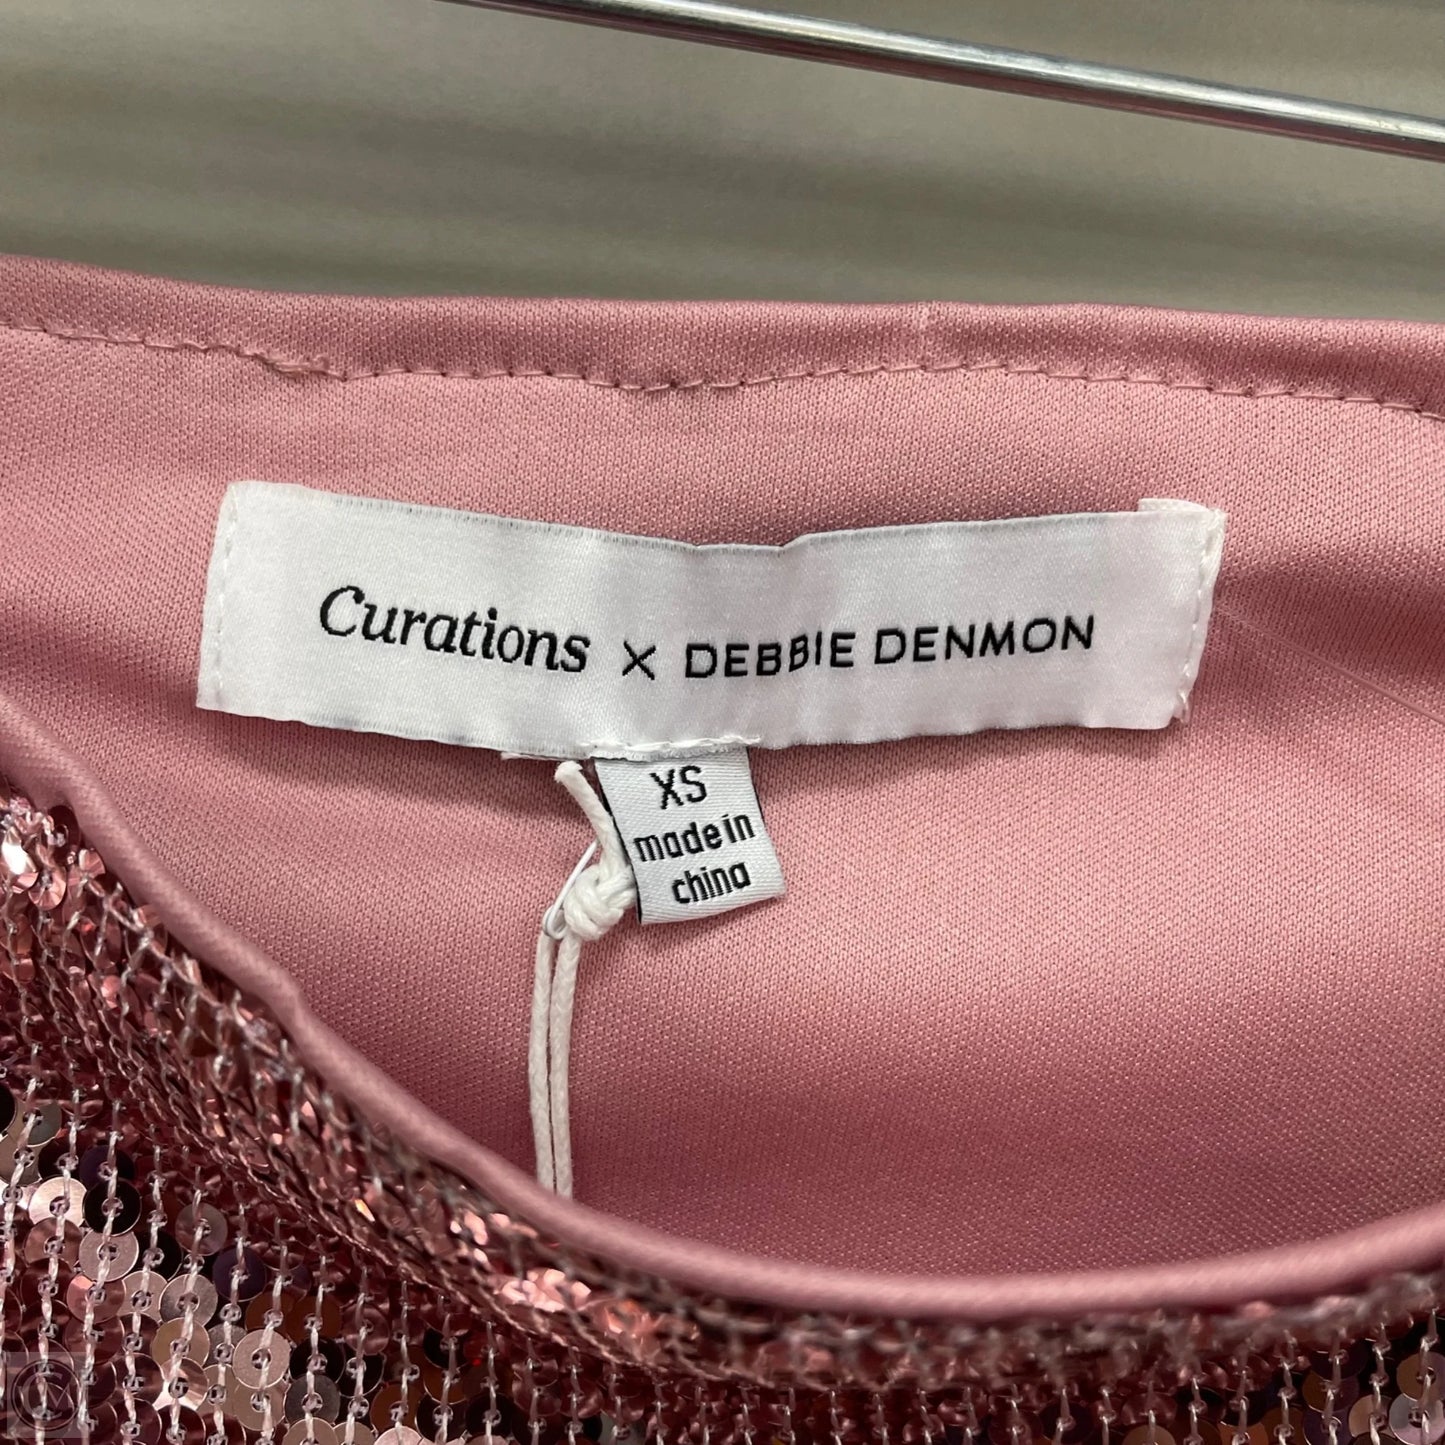 Curations x DEBBIE DENMON
XS
made in
china